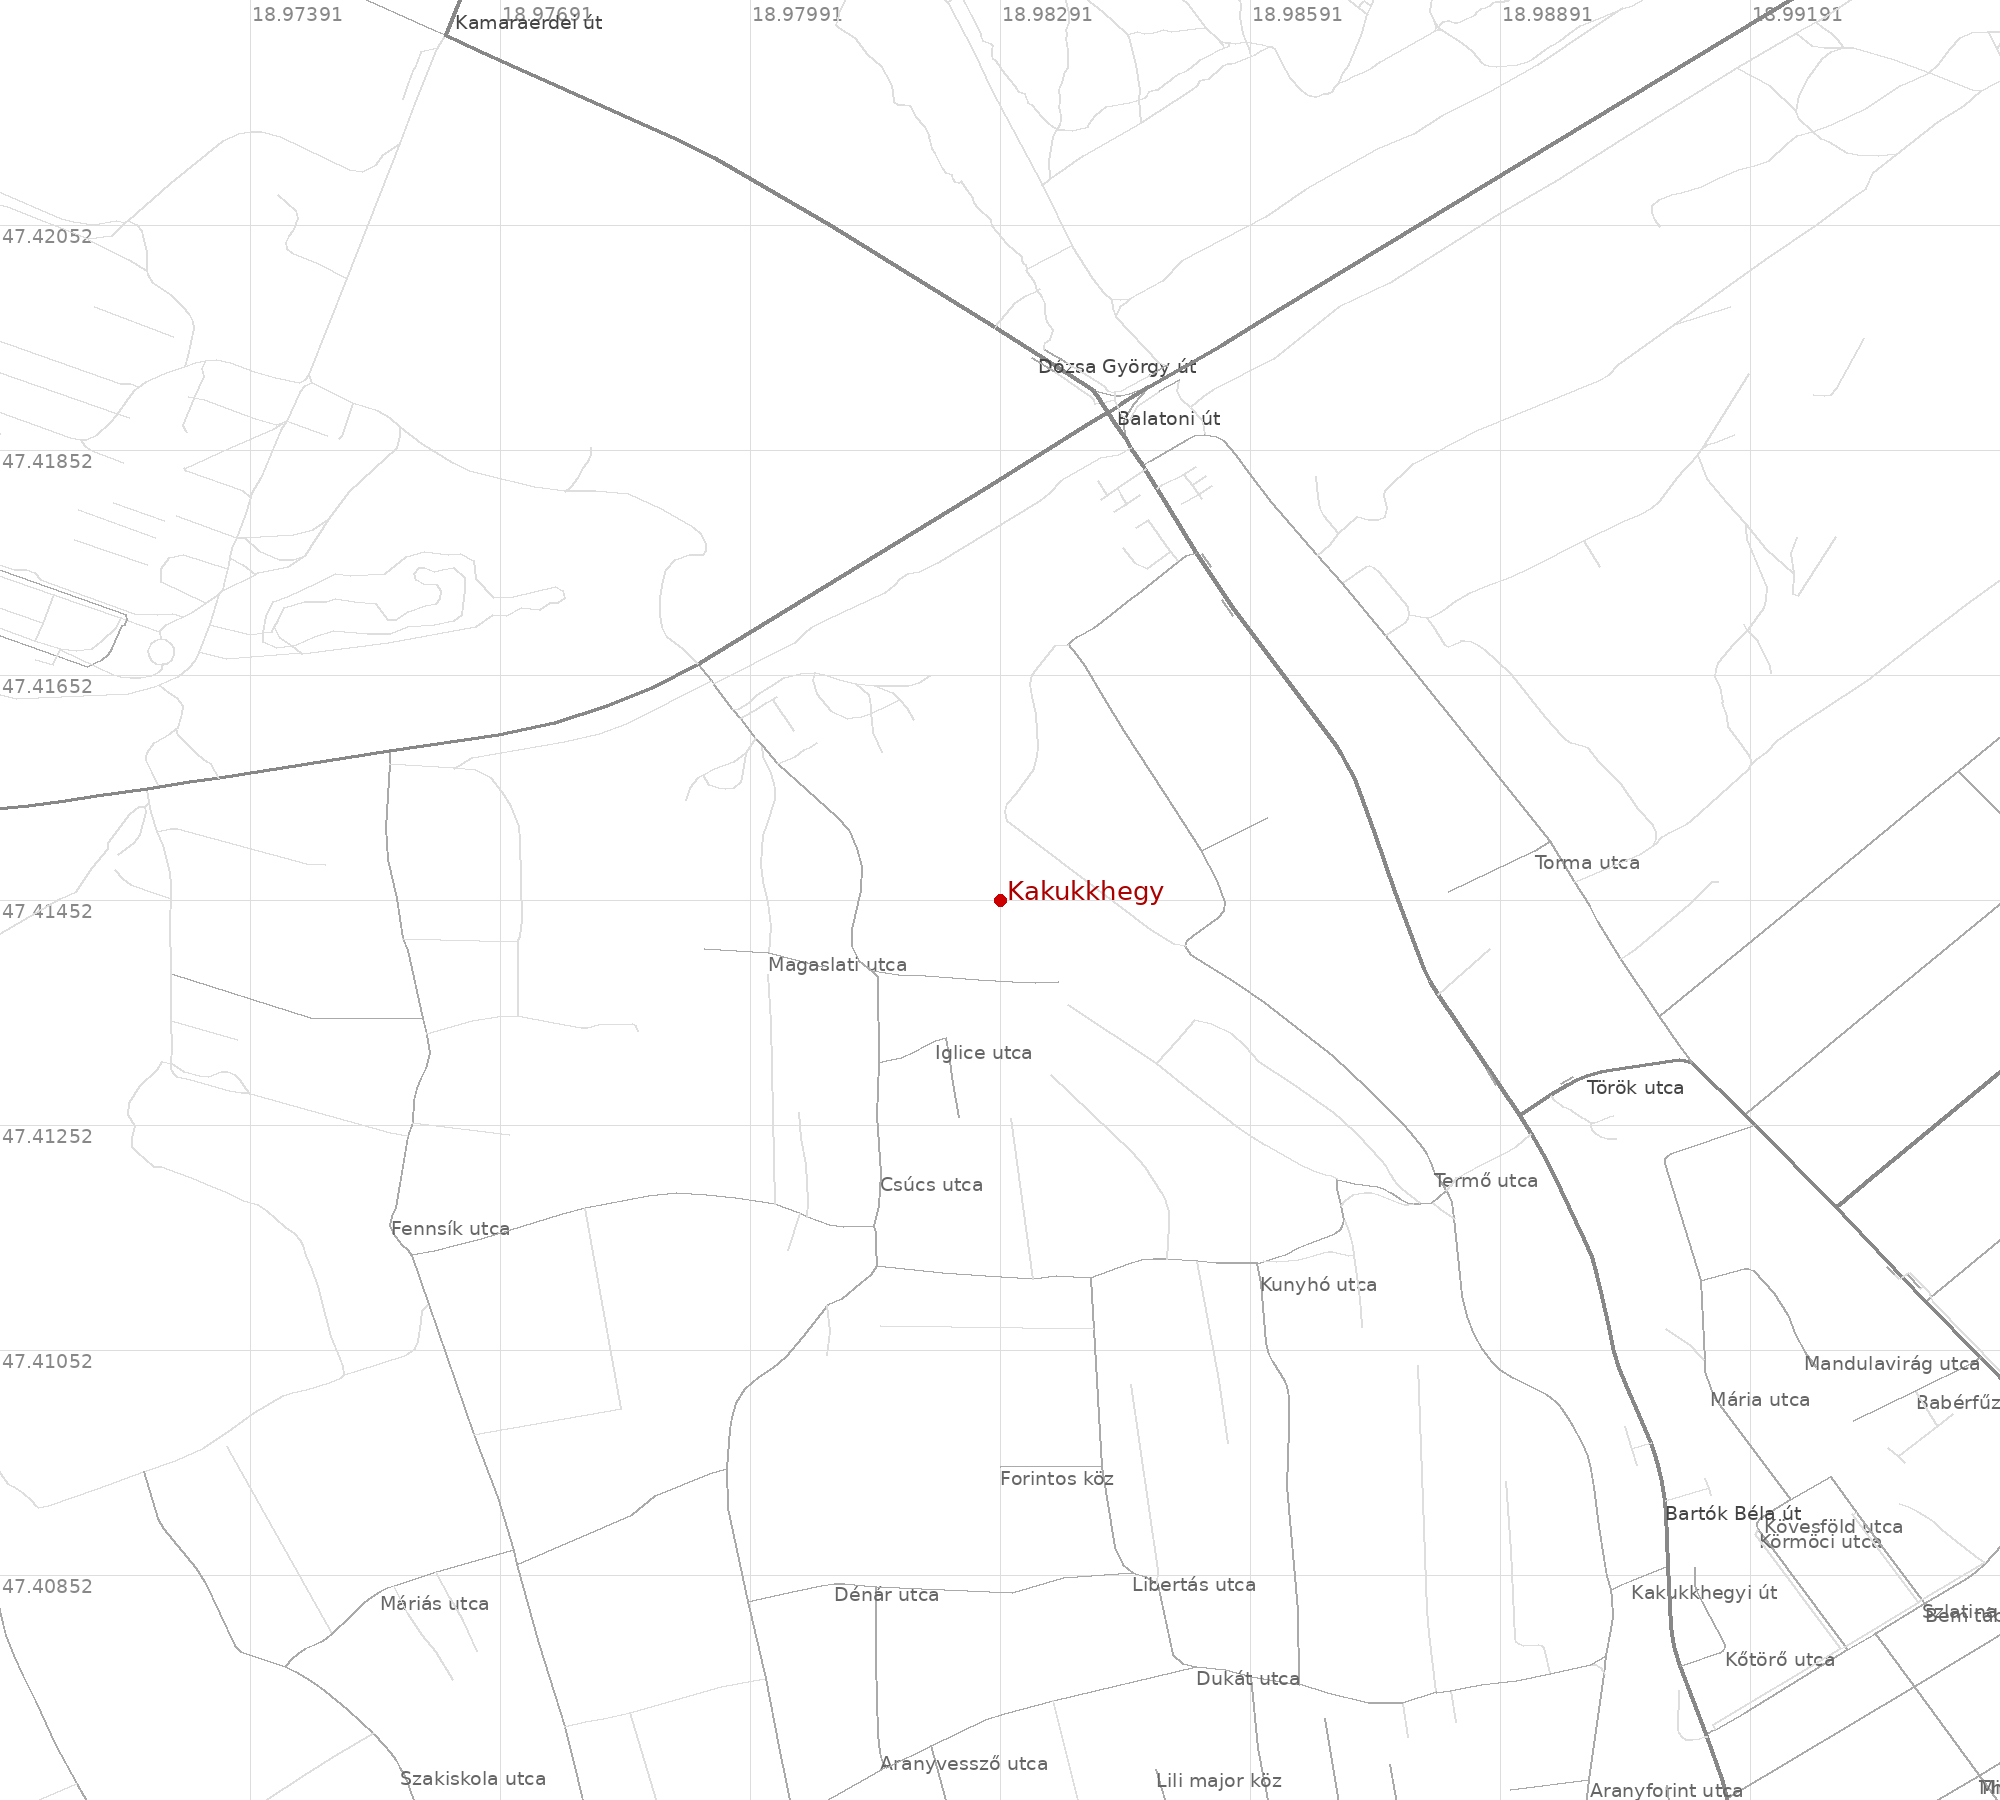 18.97391
18.97691
18.97991
18.98291
18.98591
18.98891
18.99191
Kamaraerdei út
47.42052
Dózsa György út
Balatoni út
47.41852
47.41652
Torma utca
Kakukkhegy
47.41452
Magaslati utca
Iglice utca
Török utca
47.41252
Csúcs utca
Termő utca
Fennsík utca
Kunyhó utca
47.41052
Mandulavirág utca
Mária utca
Babérfűz
Forintos köz
Bartók Béla út
Kövesföld utca
Körmöci utca
47.40852
Máriás utca
Dénár utca
Libertás utca
Kakukkhegyi út
Szlatina
Bem táb
Kőtörő utca
Dukát utca
Aranyvessző utca
Szakiskola utca
Lili major köz
Aranyforint utca